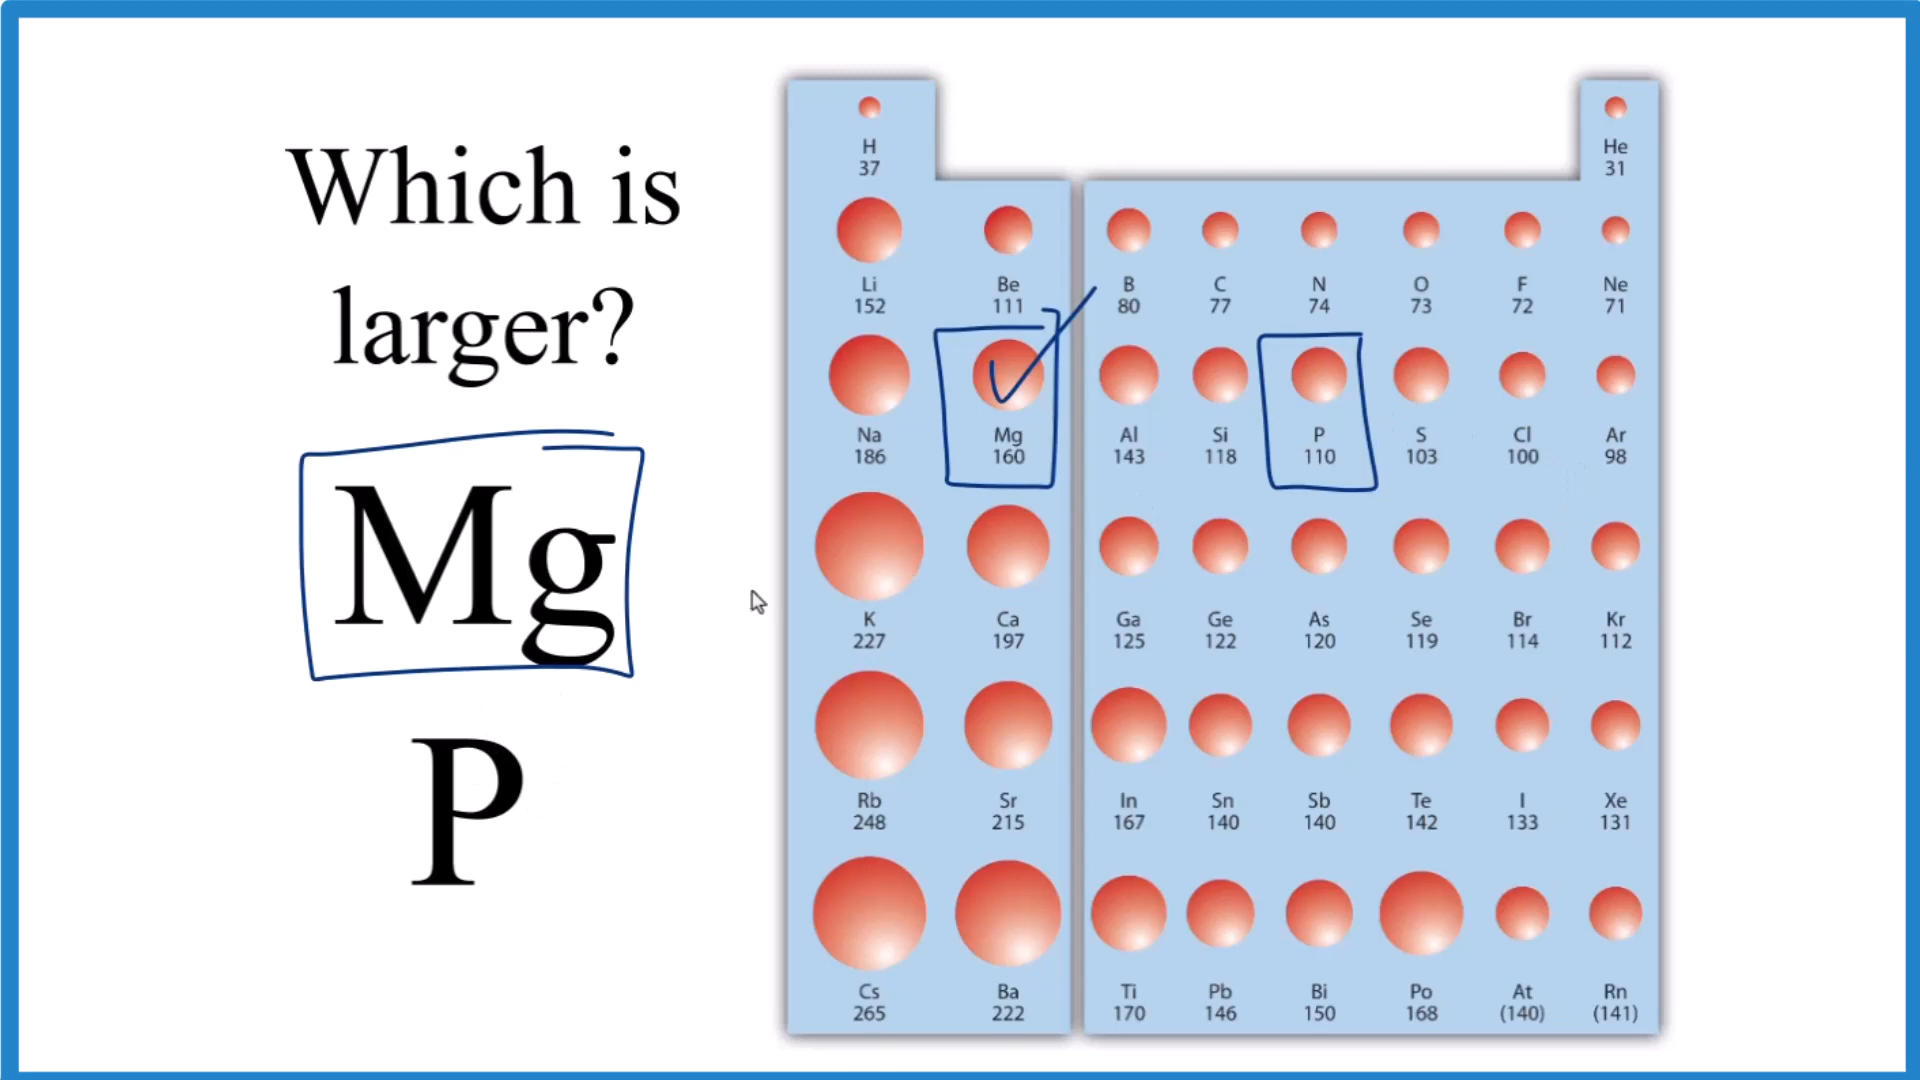 Which is
larger?
Mg
P
H He
37 31
Li Be B C N O F Ne
152 111 80 77 74 73 72 71
Na Mg Al Si P S Cl Ar
186 160 143 118 110 103 100 98
K Ca Ga Ge As Se Br Kr
227 197 125 122 120 119 114 112
Rb Sr In Sn Sb Te I Xe
248 215 167 140 140 142 133 131
Cs Ba Ti Pb Bi Po At Rn
265 222 170 146 150 168 (140) (141)